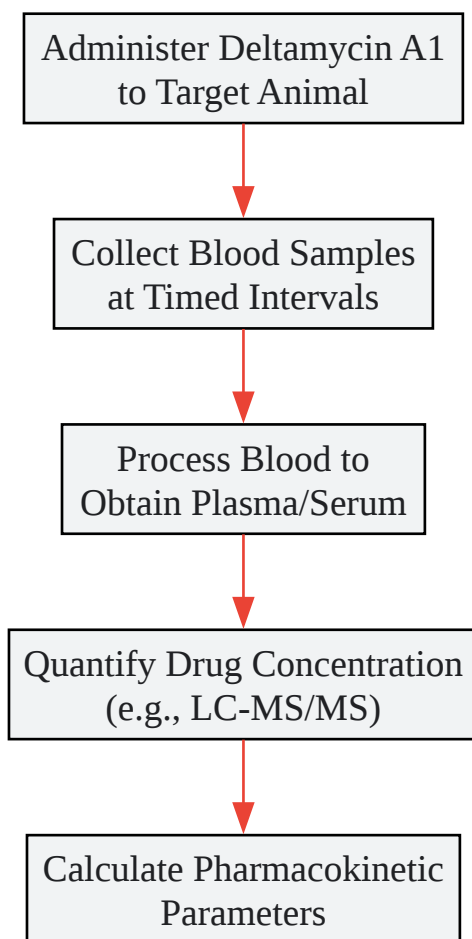 Administer Deltamycin A1
to Target Animal
Collect Blood Samples
at Timed Intervals
Process Blood to
Obtain Plasma/Serum
Quantify Drug Concentration
(e.g., LC-MS/MS)
Calculate Pharmacokinetic
Parameters